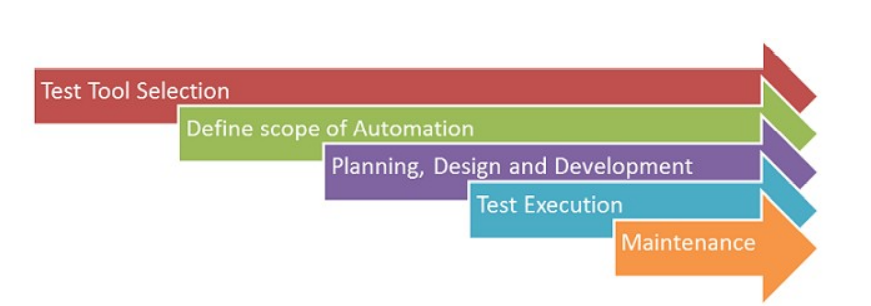 Test Tool Selection
Define scope of Automation
Planning, Design and Development
Test Execution
Maintenance